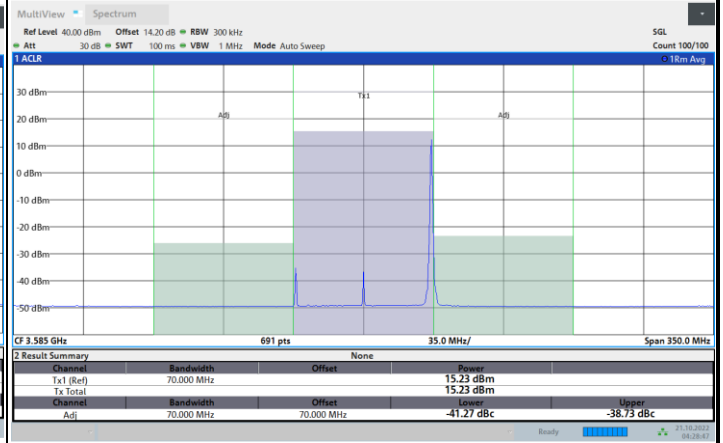 MultiView Spectrum
Ref Level 40.00 dBm Offset 14.20 dB RBW 300 kHz SGL
Att 30 dB SWT 100 ms VBW 1 MHz Mode Auto Sweep Count 100/100
1 ACLR 1Rm Avg
30 dBm
Tx1
20 dBm
Adj Adj
10 dBm
0 dBm
-10 dBm
-20 dBm
-30 dBm
-40 dBm
-50 dBm
CF 3.585 GHz 691 pts 35.0 MHz/ Span 350.0 MHz
2 Result Summary None
Channel Bandwidth Offset Power
Tx1 (Ref) 70.000 MHz 15.23 dBm
Tx Total 15.23 dBm
Channel Bandwidth Offset Lower Upper
Adj 70.000 MHz 70.000 MHz -41.27 dBc -38.73 dBc
Ready 21.10.2022
04:28:47